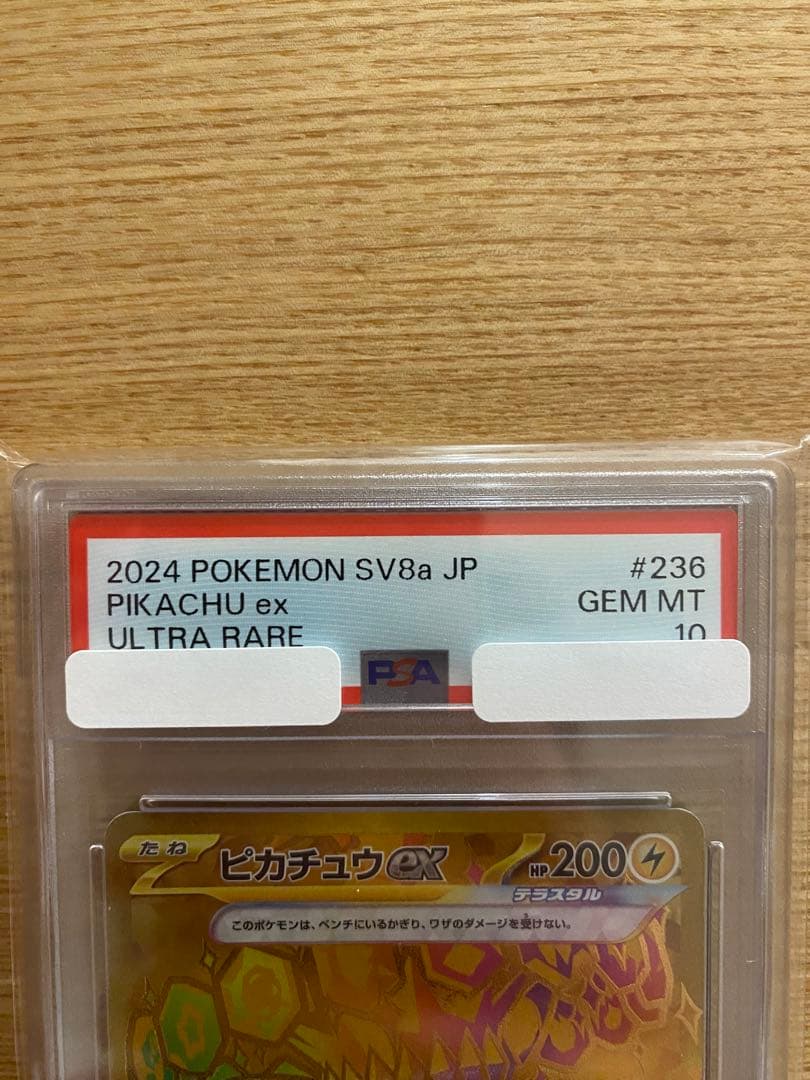 2024 POKEMON SV8a JP #236
PIKACHU ex GEM MT
ULTRA RARE 10
PSA
たね ピカチュウex HP200
テラスタル
このポケモンは、ベンチにいるかぎり、ワザのダメージを受けない。